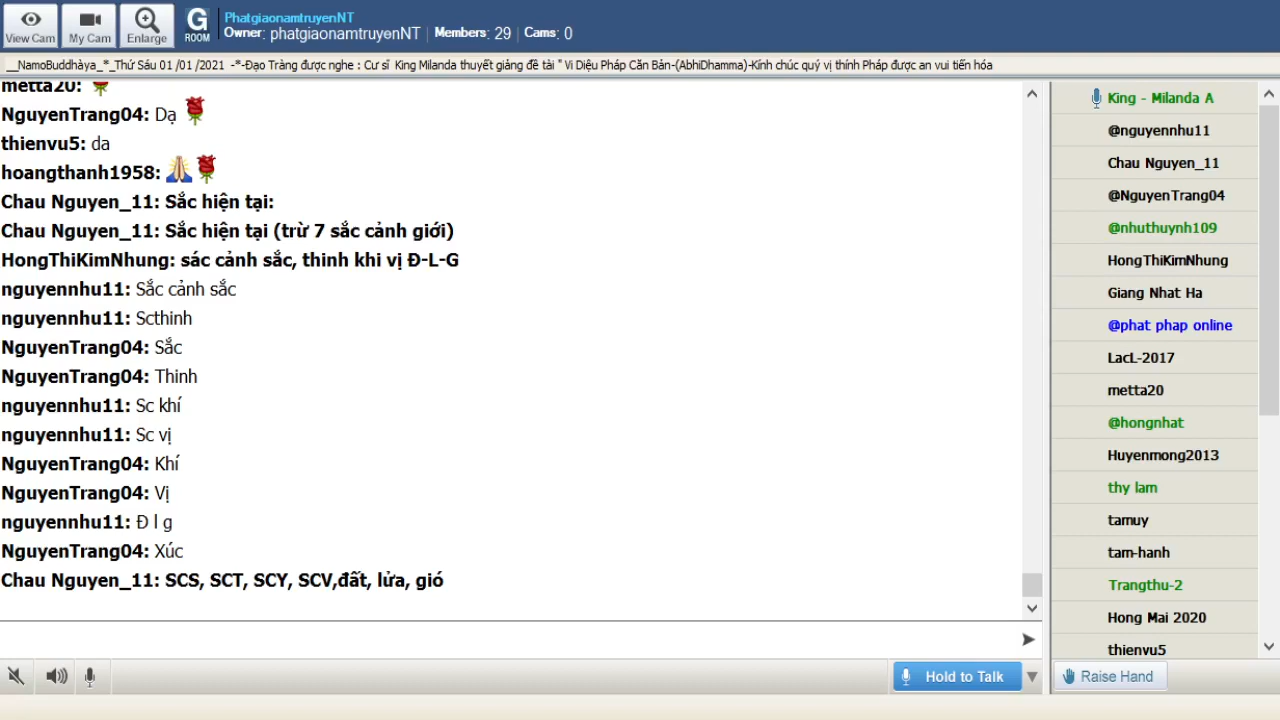 View Cam
My Cam
Enlarge
G
ROOM
PhatgiaonamtruyenNT
Owner: phatgiaonamtruyenNT | Members: 29 | Cams: 0
__NamoBuddhàya_*_Thứ Sáu 01 /01 /2021 -*-Đạo Tràng được nghe : Cư sĩ King Milanda thuyết giảng đề tài " Vi Diệu Pháp Căn Bản-(AbhiDhamma)-Kính chúc quý vị thính Pháp được an vui tiến hóa
metta20:
NguyenTrang04: Dạ
thienvu5: da
hoangthanh1958:
Chau Nguyen_11: Sắc hiện tại:
Chau Nguyen_11: Sắc hiện tại (trừ 7 sắc cảnh giới)
HongThiKimNhung: sác cảnh sắc, thinh khi vị Đ-L-G
nguyennhu11: Sắc cảnh sắc
nguyennhu11: Scthinh
NguyenTrang04: Sắc
NguyenTrang04: Thinh
nguyennhu11: Sc khí
nguyennhu11: Sc vị
NguyenTrang04: Khí
NguyenTrang04: Vị
nguyennhu11: Đ l g
NguyenTrang04: Xúc
Chau Nguyen_11: SCS, SCT, SCY, SCV,đất, lửa, gió
Hold to Talk
King - Milanda A
@nguyennhu11
Chau Nguyen_11
@NguyenTrang04
@nhuthuynh109
HongThiKimNhung
Giang Nhat Ha
@phat phap online
LacL-2017
metta20
@hongnhat
Huyenmong2013
thy lam
tamuy
tam-hanh
Trangthu-2
Hong Mai 2020
thienvu5
Raise Hand